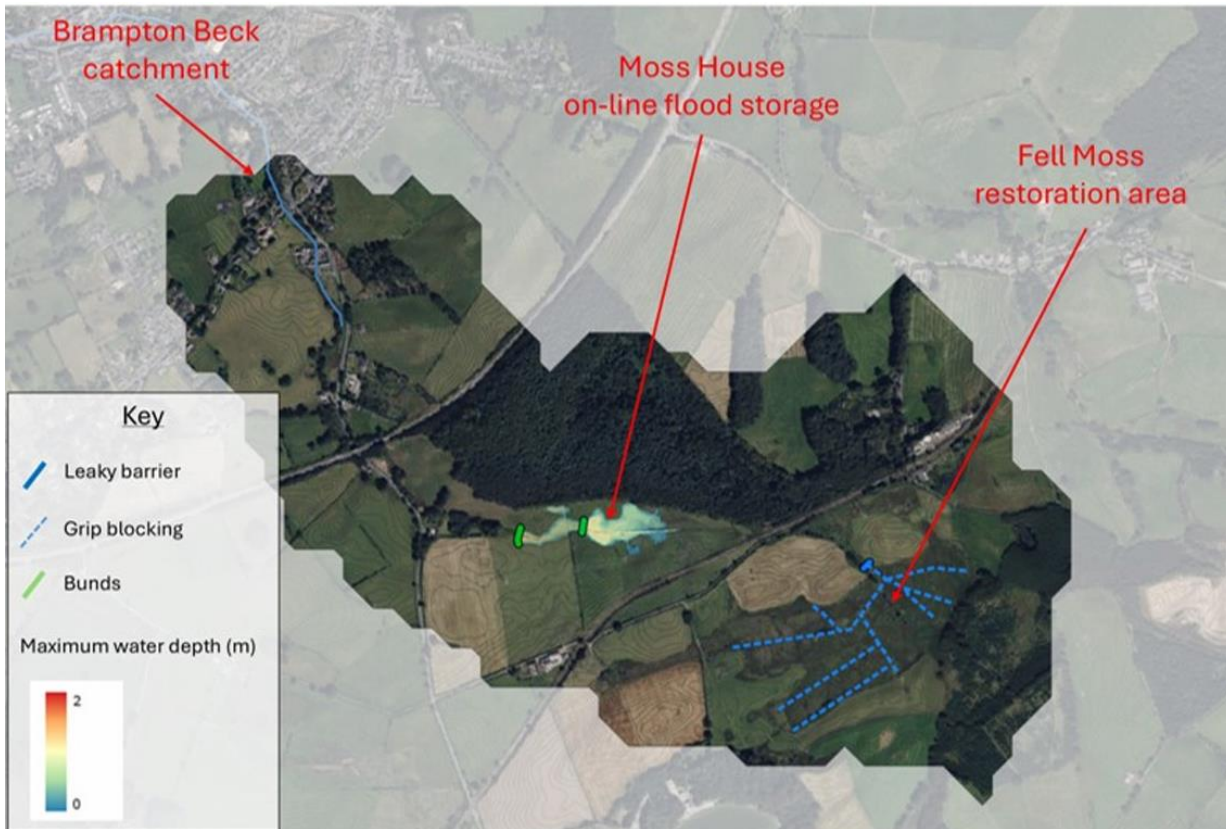 Brampton Beck
catchment
Moss House
on-line flood storage
Fell Moss
restoration area
Key
Leaky barrier
Grip blocking
Bunds
Maximum water depth (m)
2
0